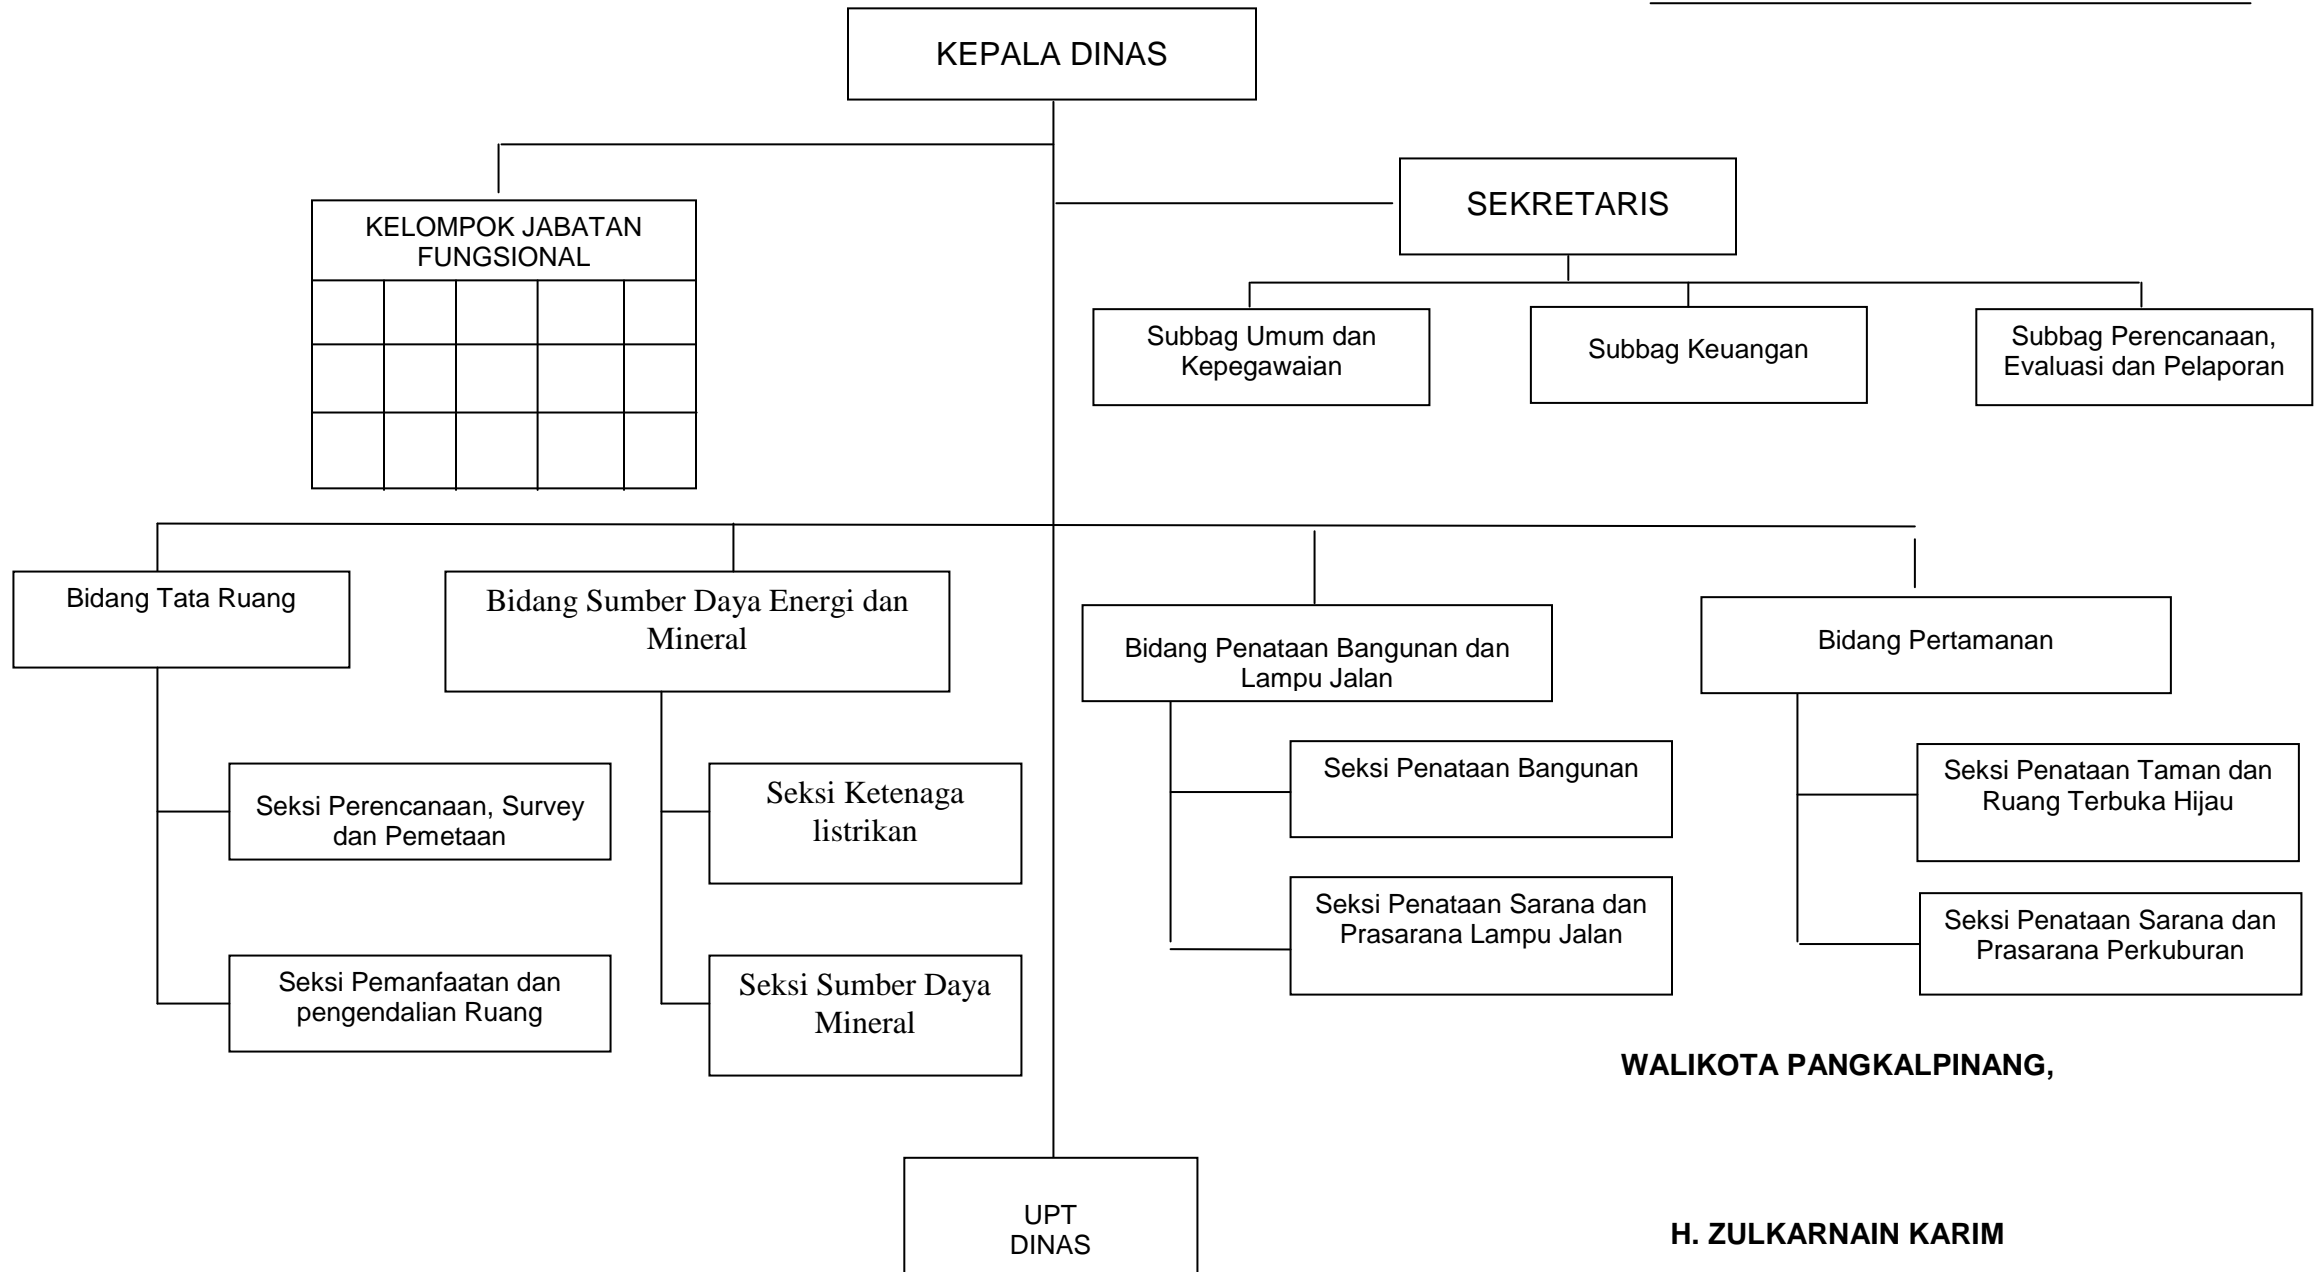 KEPALA DINAS
SEKRETARIS
KELOMPOK JABATAN
FUNGSIONAL
Subbag Umum dan
Kepegawaian
Subbag Keuangan
Subbag Perencanaan,
Evaluasi dan Pelaporan
Bidang Tata Ruang
Bidang Sumber Daya Energi dan
Mineral
Bidang Penataan Bangunan dan
Lampu Jalan
Bidang Pertamanan
Seksi Perencanaan, Survey
dan Pemetaan
Seksi Ketenaga
listrikan
Seksi Penataan Bangunan
Seksi Penataan Taman dan
Ruang Terbuka Hijau
Seksi Pemanfaatan dan
pengendalian Ruang
Seksi Sumber Daya
Mineral
Seksi Penataan Sarana dan
Prasarana Lampu Jalan
Seksi Penataan Sarana dan
Prasarana Perkuburan
WALIKOTA PANGKALPINANG,
UPT
DINAS
H. ZULKARNAIN KARIM